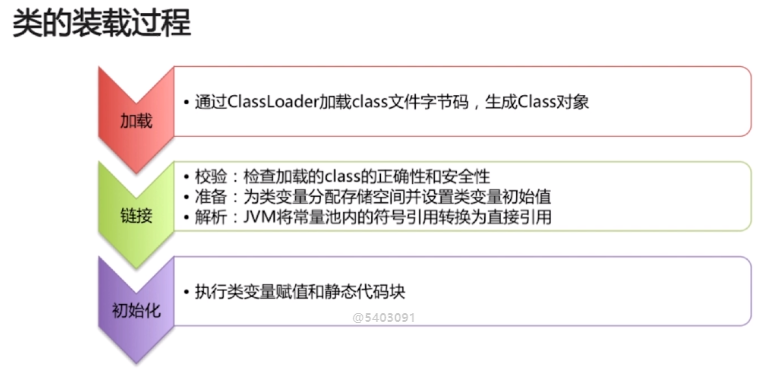 类的装载过程
加载
• 通过ClassLoader加载class文件字节码，生成Class对象
链接
• 校验：检查加载的class的正确性和安全性
• 准备：为类变量分配存储空间并设置类变量初始值
• 解析：JVM将常量池内的符号引用转换为直接引用
初始化
• 执行类变量赋值和静态代码块
@5403091